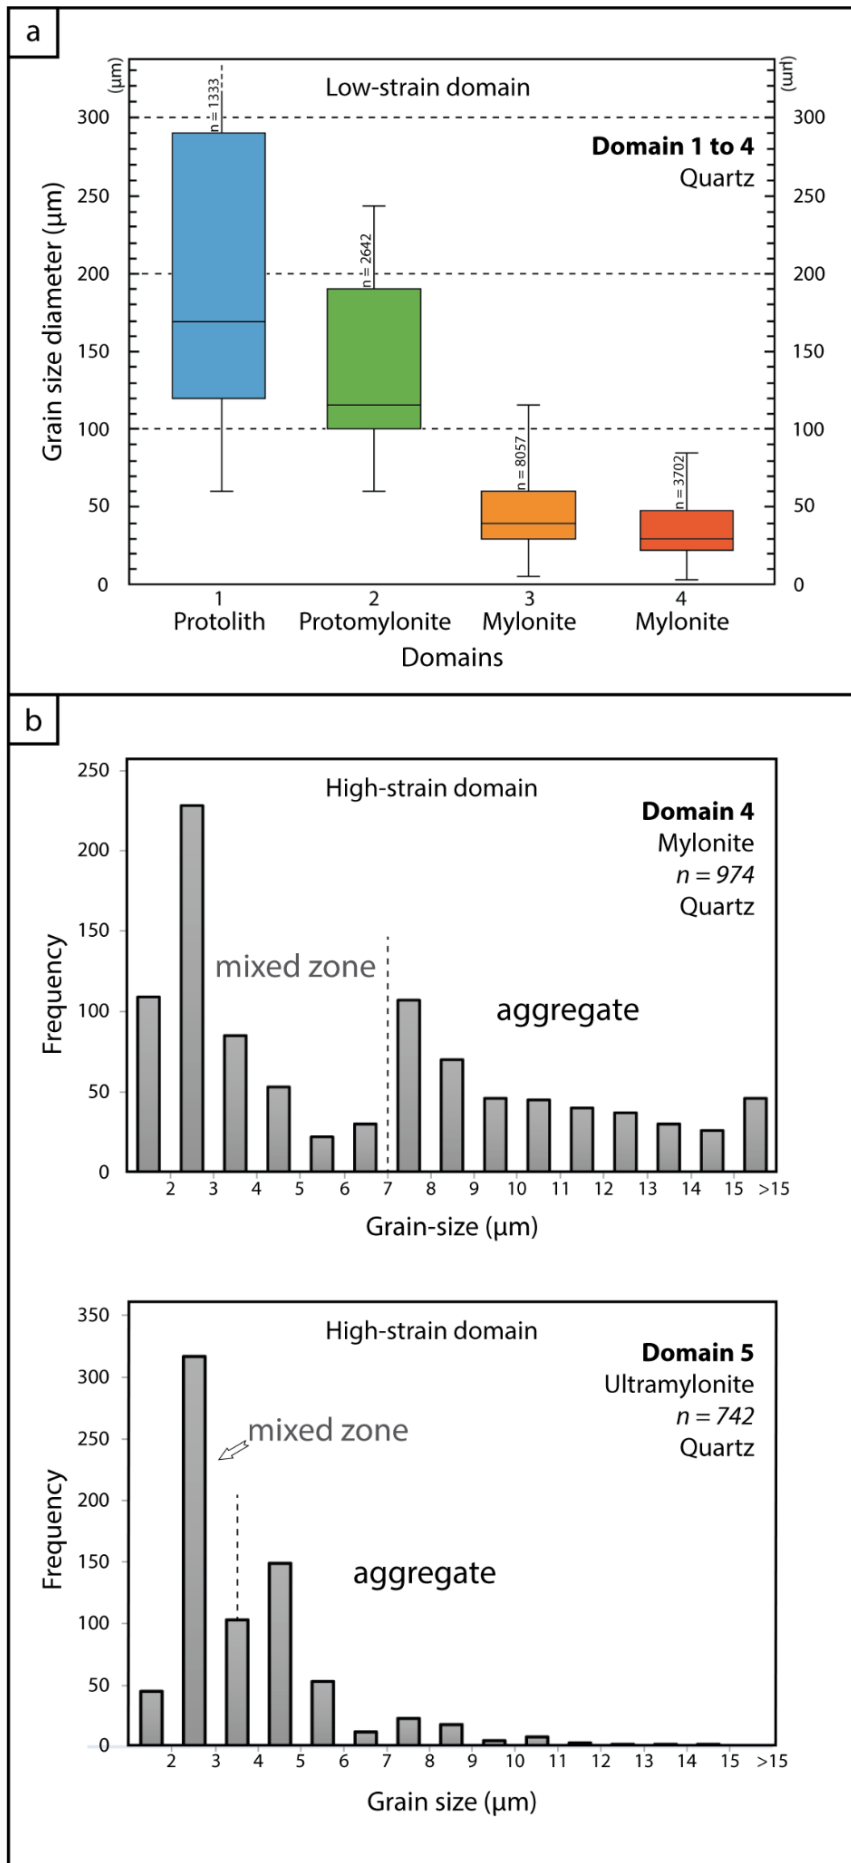 a
(µm)
(µm)
Low-strain domain
Domain 1 to 4
Quartz
n = 1333
n = 2642
n = 8057
n = 3702
Grain size diameter (µm)
300
250
200
150
100
50
0
300
250
200
150
100
50
0
1
2
3
4
Protolith
Protomylonite
Mylonite
Mylonite
Domains
b
High-strain domain
Domain 4
Mylonite
n = 974
Quartz
mixed zone
aggregate
Frequency
250
200
150
100
50
0
2 3 4 5 6 7 8 9 10 11 12 13 14 15 >15
Grain-size (µm)
High-strain domain
Domain 5
Ultramylonite
n = 742
Quartz
mixed zone
aggregate
Frequency
350
300
250
200
150
100
50
0
2 3 4 5 6 7 8 9 10 11 12 13 14 15 >15
Grain size (µm)